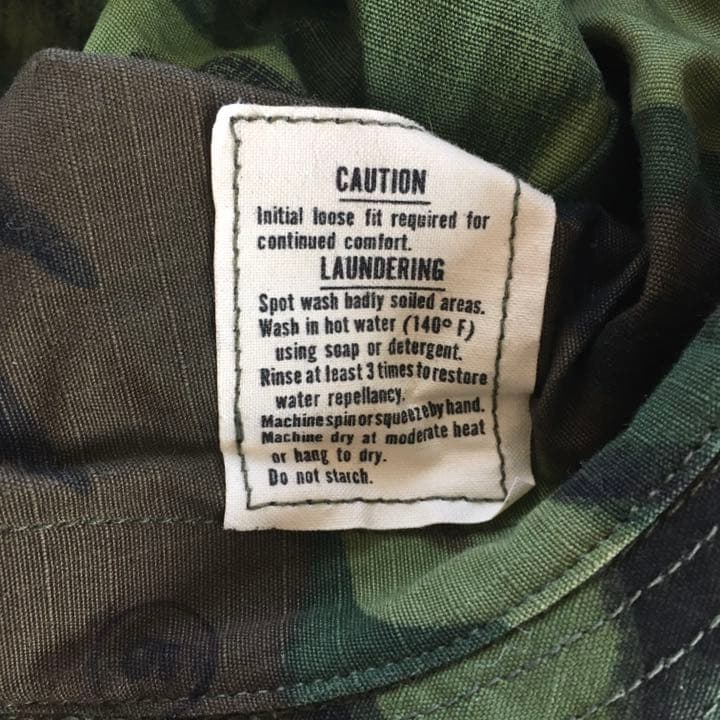 CAUTION
Initial loose fit required for
continued comfort.
LAUNDERING
Spot wash badly soiled areas.
Wash in hot water (140° F)
using soap or detergent.
Rinse at least 3 times to restore
water repellancy.
Machine spin or squeeze by hand.
Machine dry at moderate heat
or hang to dry.
Do not starch.